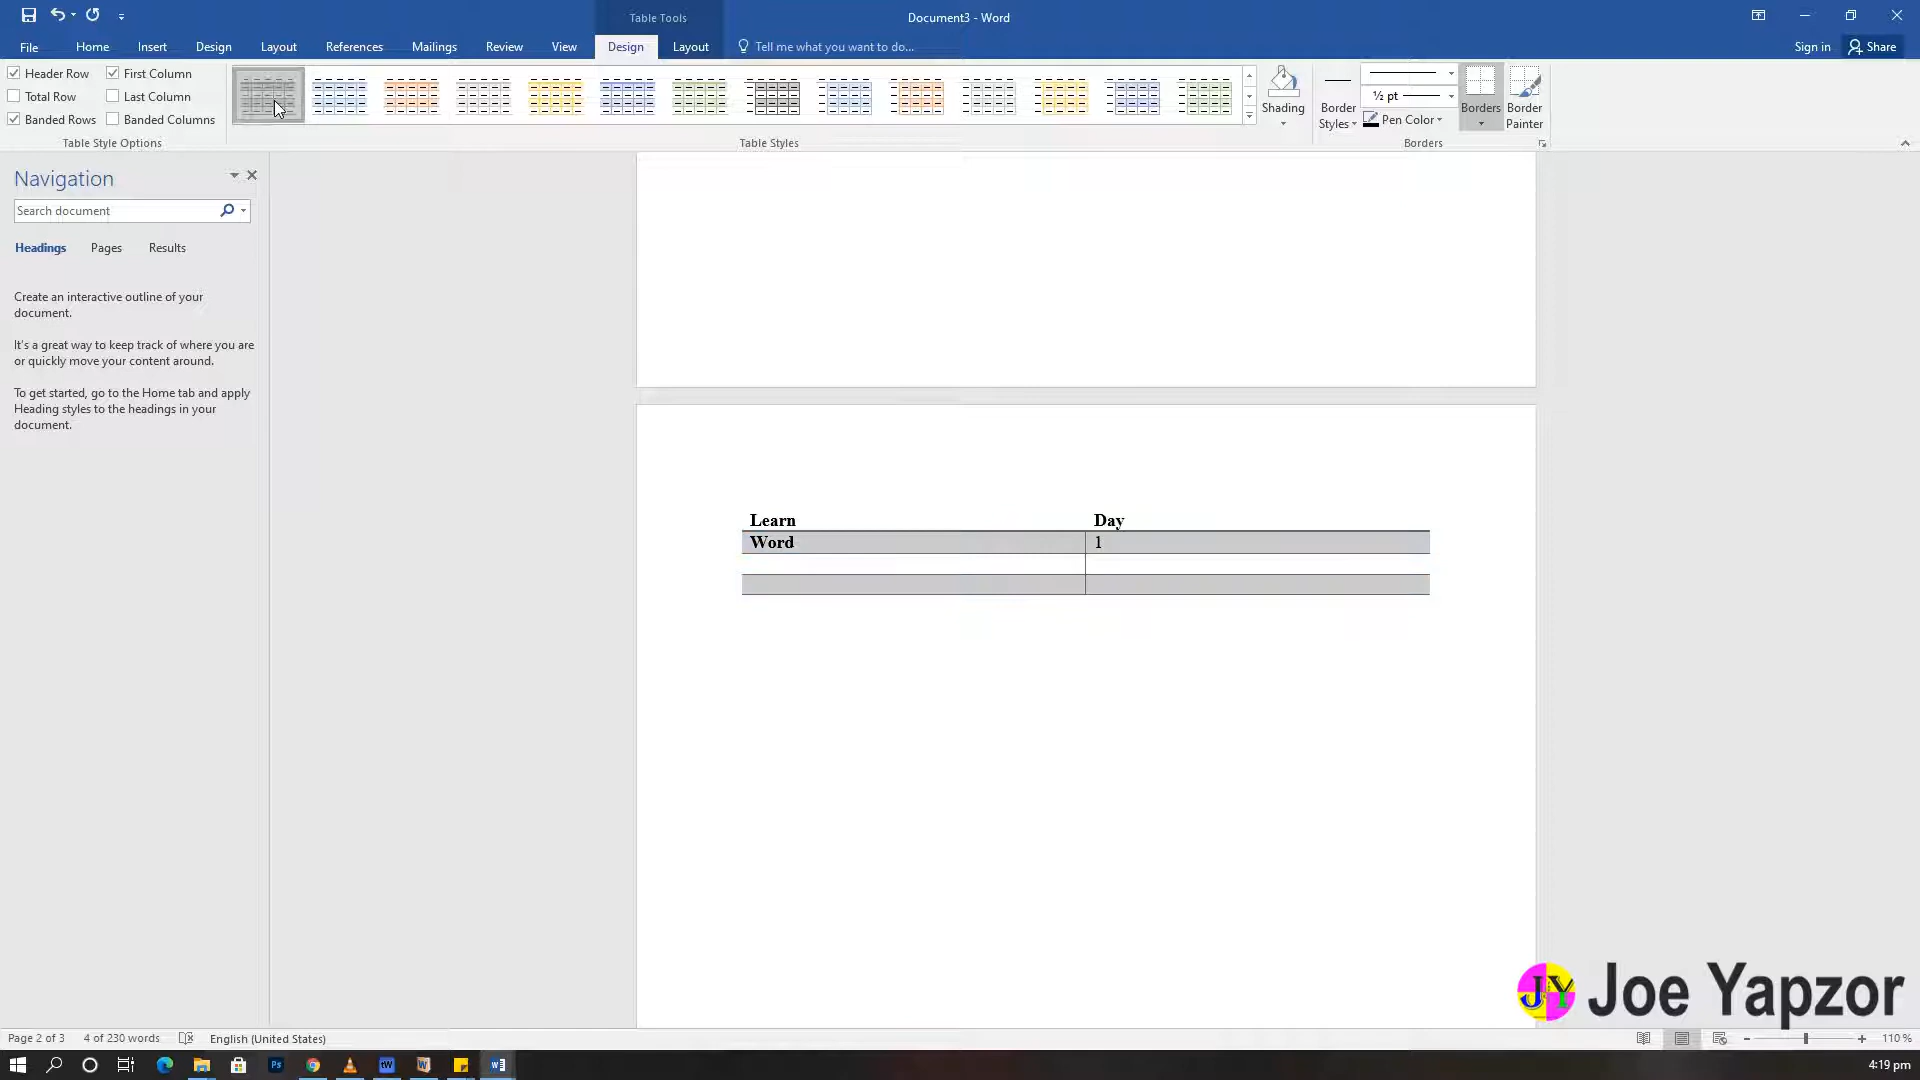 Table Tools
Document3 - Word
File Home Insert Design Layout References Mailings Review View Design Layout Tell me what you want to do... Sign in Share
Header Row First Column
Total Row Last Column
Banded Rows Banded Columns
Table Style Options
Table Styles
Shading
Border Styles
½ pt
Pen Color
Borders
Border Painter
Borders
Navigation
Search document
Headings Pages Results
Create an interactive outline of your
document.
It's a great way to keep track of where you are
or quickly move your content around.
To get started, go to the Home tab and apply
Heading styles to the headings in your
document.
Learn Day
Word 1
JY Joe Yapzor
Page 2 of 3 4 of 230 words English (United States) 110 %
Ps tW W
4:19 pm